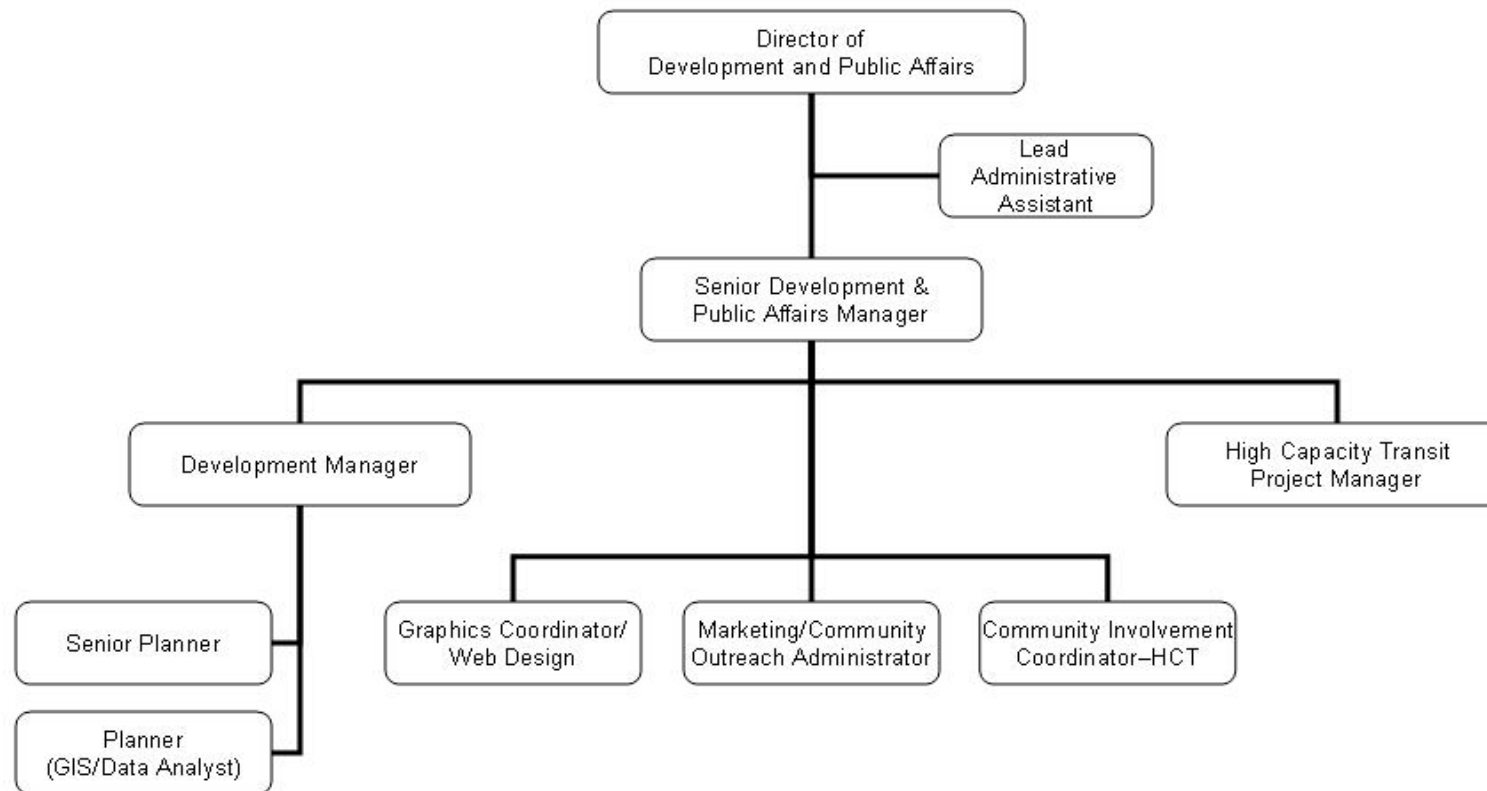 Director of
Development and Public Affairs
Lead
Administrative
Assistant
Senior Development &
Public Affairs Manager
Development Manager
High Capacity Transit
Project Manager
Senior Planner
Graphics Coordinator/
Web Design
Marketing/Community
Outreach Administrator
Community Involvement
Coordinator–HCT
Planner
(GIS/Data Analyst)